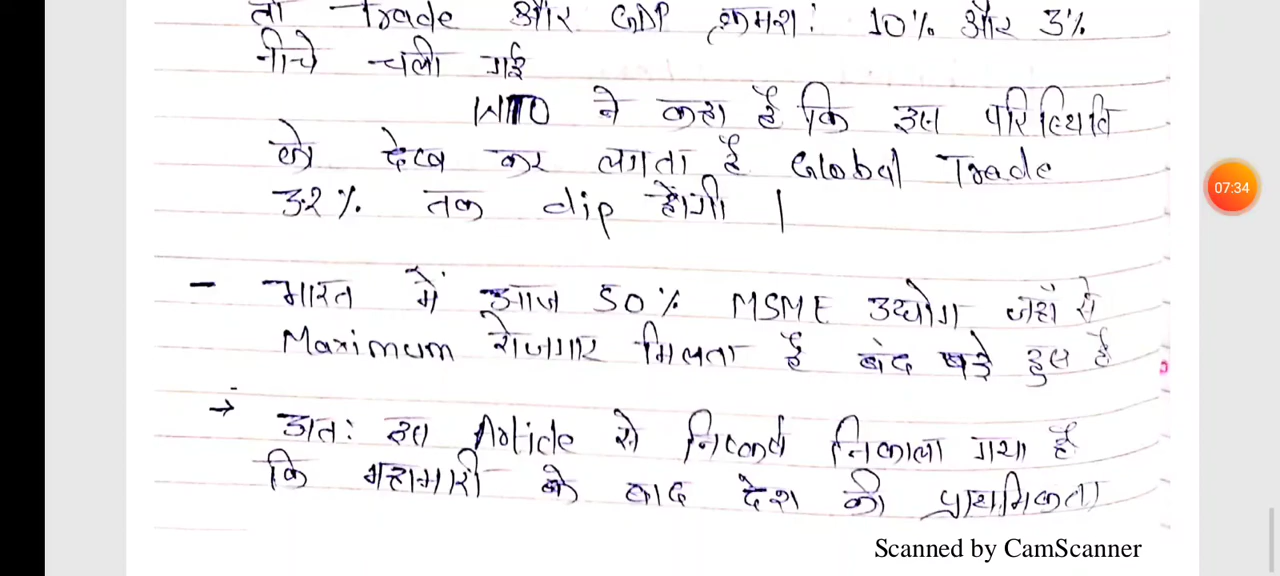 तो Trade और GDP क्रमश: 10% और 3%
नीचे चली गई
WTO ने कहा है कि इस परिस्थिति
को देख कर लगता है Global Trade
32% तक dip होगी |
- भारत में आज 50% MSME उद्योग जहाँ से
Maximum रोजगार मिलता है बंद पड़े हुए है
→ अत: इस Article से निष्कर्ष निकाला गया है
कि महामारी के बाद देश की प्राथमिकता
Scanned by CamScanner
07:34